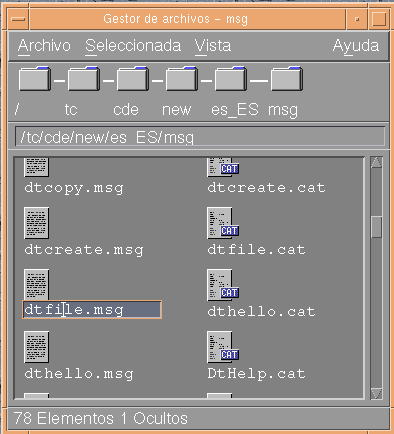 Gestor de archivos - msg
Archivo Seleccionada Vista Ayuda
/ tc cde new es_ES msg
/tc/cde/new/es_ES/msg
CAT
dtcopy.msg dtcreate.cat
CAT
dtcreate.msg dtfile.cat
CAT
dtfile.msg dthello.cat
CAT
dthello.msg DtHelp.cat
78 Elementos 1 Ocultos